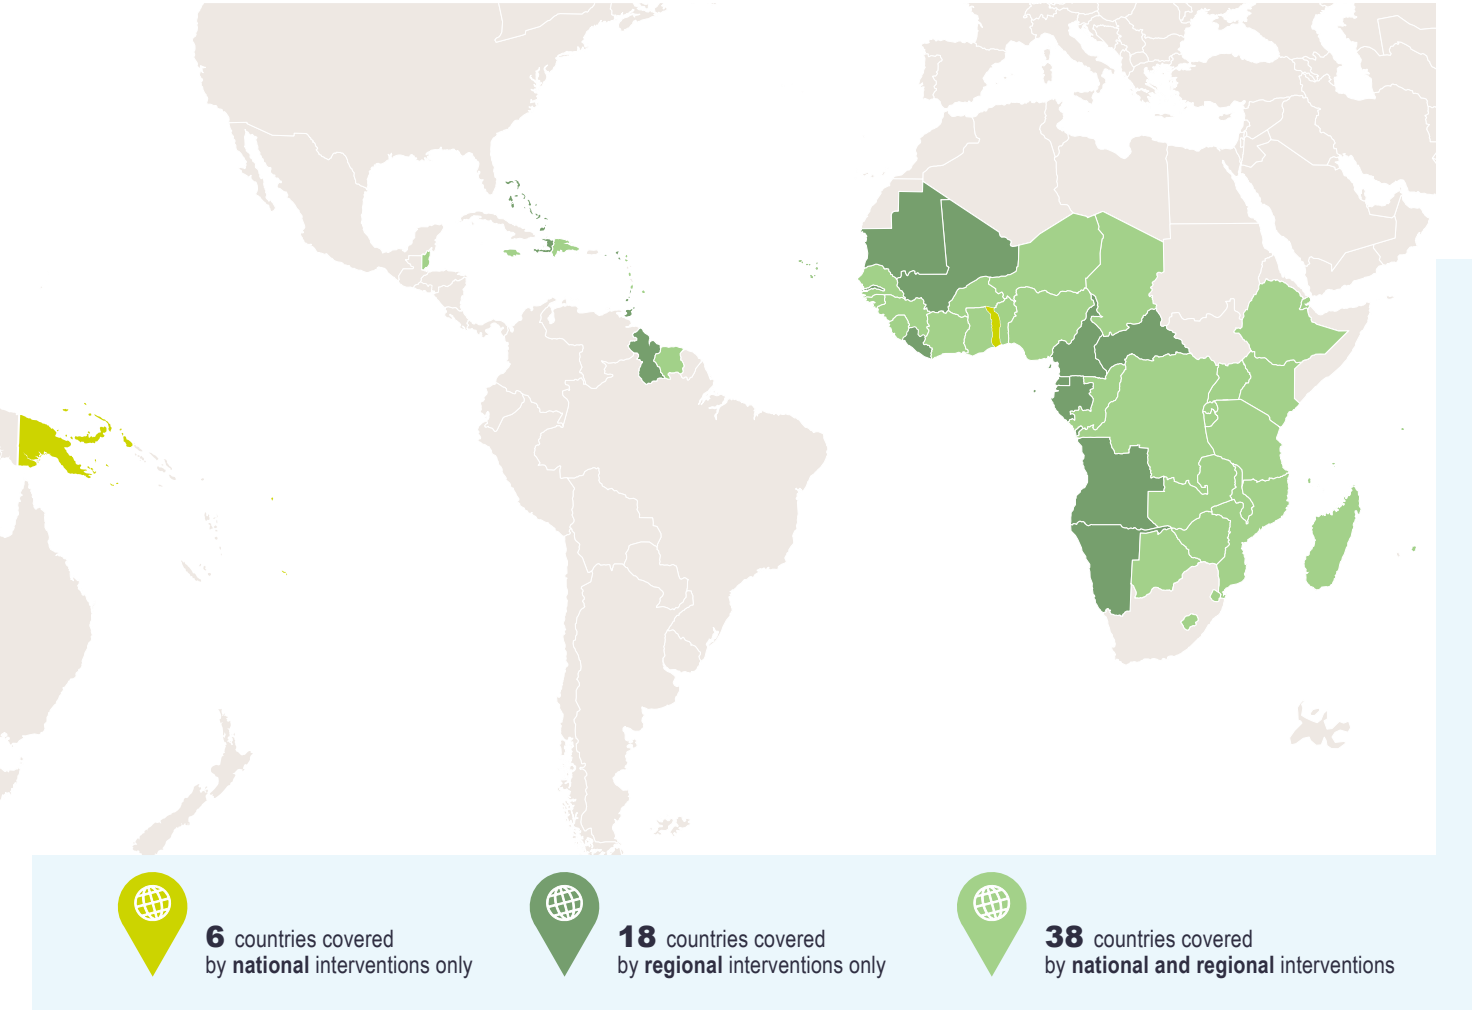 6 countries covered
by national interventions only
18 countries covered
by regional interventions only
38 countries covered
by national and regional interventions